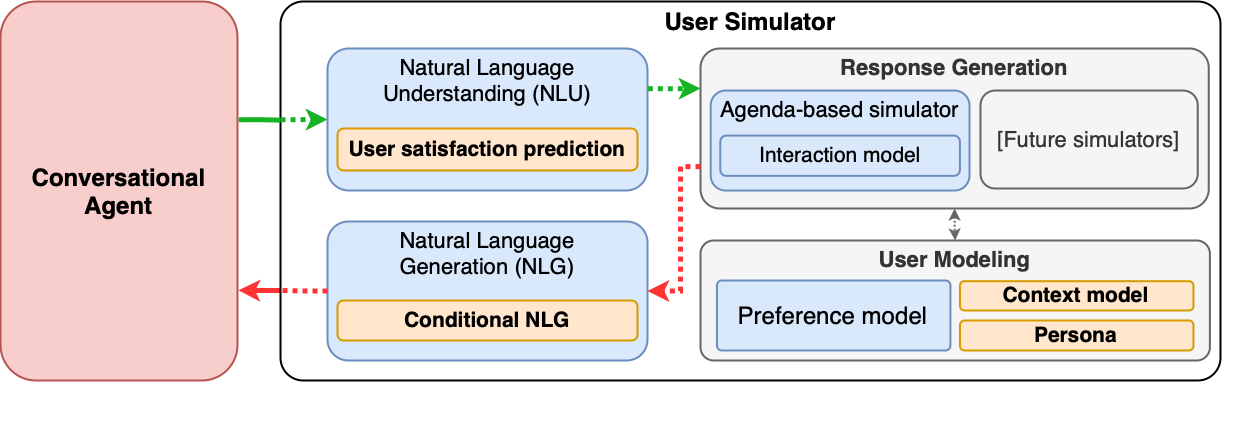 User Simulator
Conversational
Agent
Natural Language
Understanding (NLU)
User satisfaction prediction
Natural Language
Generation (NLG)
Conditional NLG
Response Generation
Agenda-based simulator
Interaction model
[Future simulators]
User Modeling
Preference model
Context model
Persona